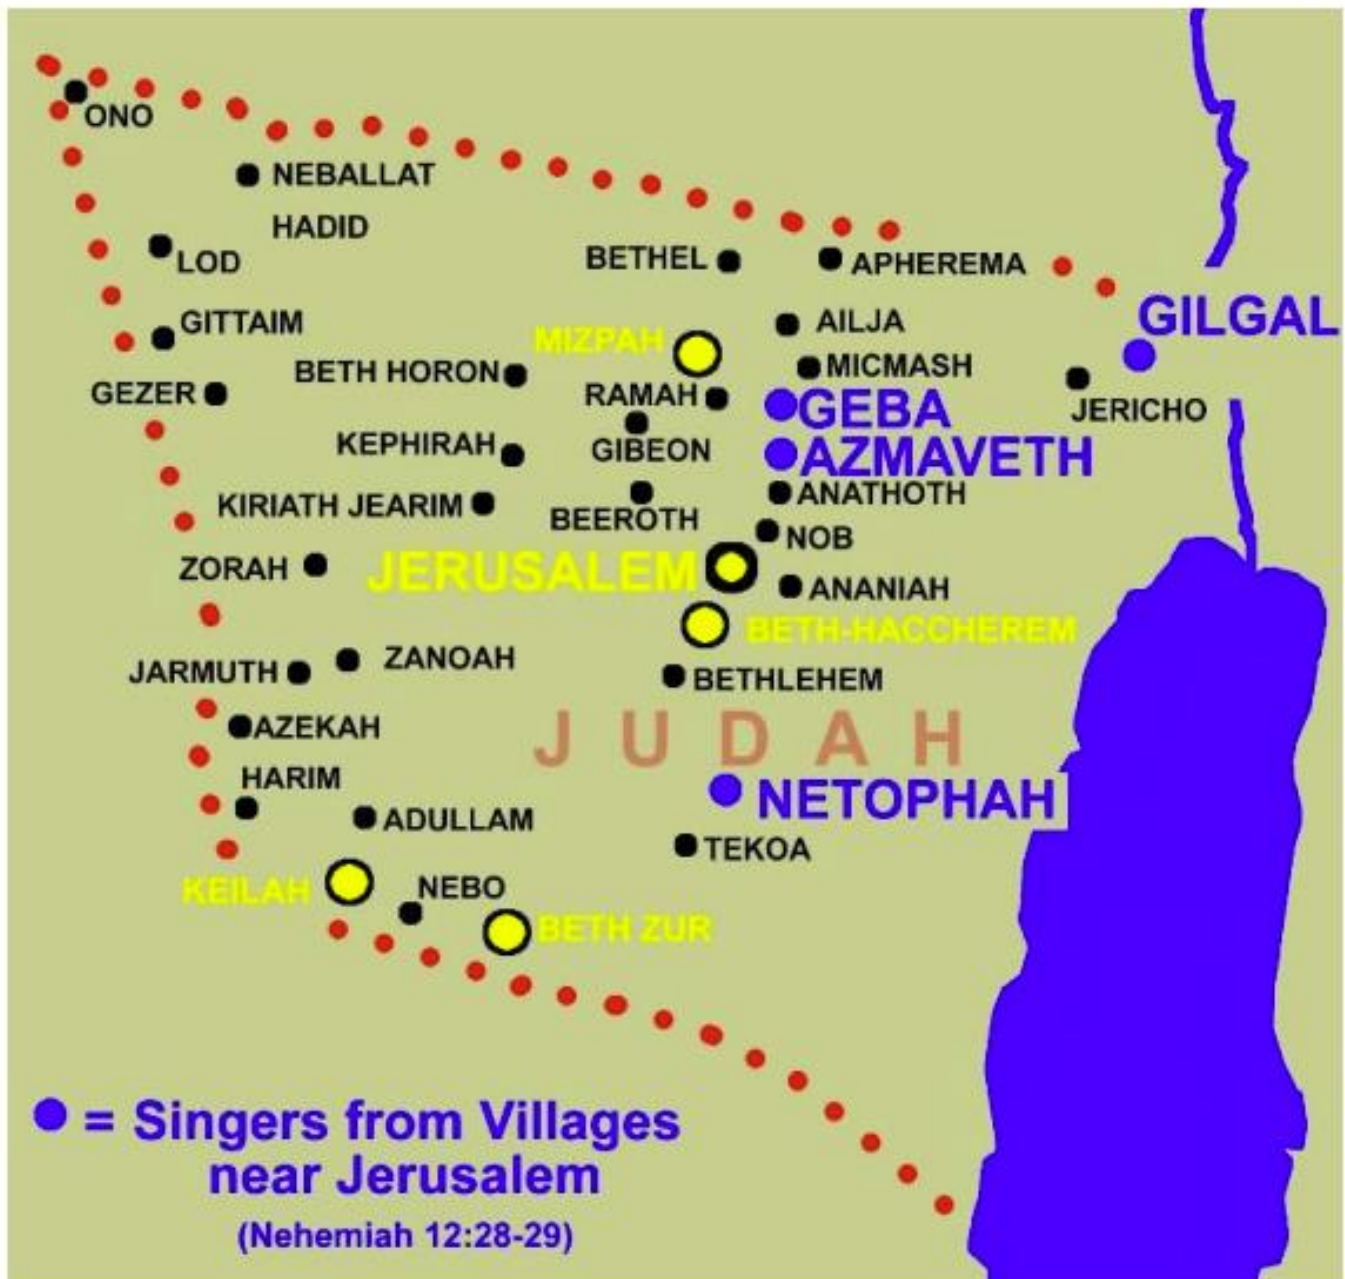 ONO
NEBALLAT
HADID
LOD
BETHEL
APHEREMA
GITTAIM
AILJA
GILGAL
MIZPAH
BETH HORON
MICMASH
GEZER
RAMAH
GEBA
JERICHO
KEPHIRAH
GIBEON
AZMAVETH
KIRIATH JEARIM
ANATHOTH
BEEROTH
NOB
ZORAH
JERUSALEM
ANANIAH
BETH-HACCHEREM
JARMUTH
ZANOAH
BETHLEHEM
AZEKAH
JUDAH
HARIM
NETOPHAH
ADULLAM
TEKOA
KEILAH
NEBO
BETH ZUR
= Singers from Villages
near Jerusalem
(Nehemiah 12:28-29)